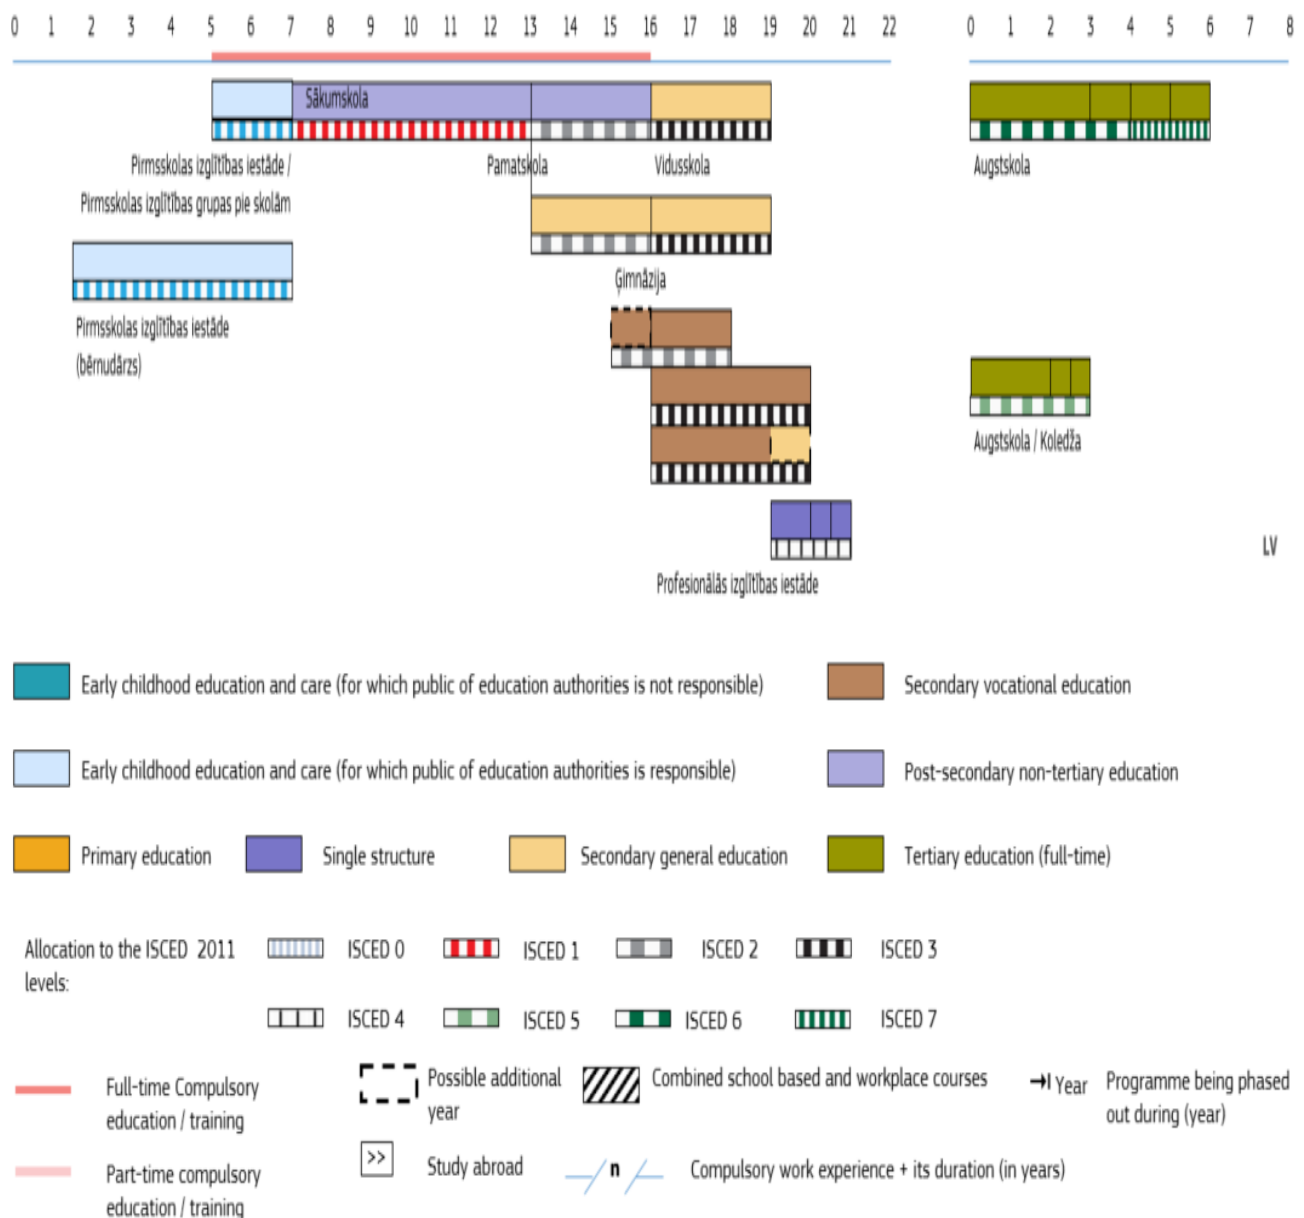 0 1 2 3 4 5 6 7 8 9 10 11 12 13 14 15 16 17 18 19 20 21 22 0 1 2 3 4 5 6 7 8
Sākumskola
Pirmsskolas izglītības iestāde /
Pirmsskolas izglītības grupas pie skolām
Pamatskola
Vidusskola
Augstskola
Ģimnāzija
Pirmsskolas izglītības iestāde
(bērnudārzs)
Augstskola / Koledža
LV
Profesionālās izglītības iestāde
Early childhood education and care (for which public of education authorities is not responsible)
Secondary vocational education
Early childhood education and care (for which public of education authorities is responsible)
Post-secondary non-tertiary education
Primary education
Single structure
Secondary general education
Tertiary education (full-time)
Allocation to the ISCED 2011
levels:
ISCED 0
ISCED 1
ISCED 2
ISCED 3
ISCED 4
ISCED 5
ISCED 6
ISCED 7
Full-time Compulsory
education / training
Possible additional
year
Combined school based and workplace courses
Year
Programme being phased
out during (year)
Part-time compulsory
education / training
>>
Study abroad
n
Compulsory work experience + its duration (in years)